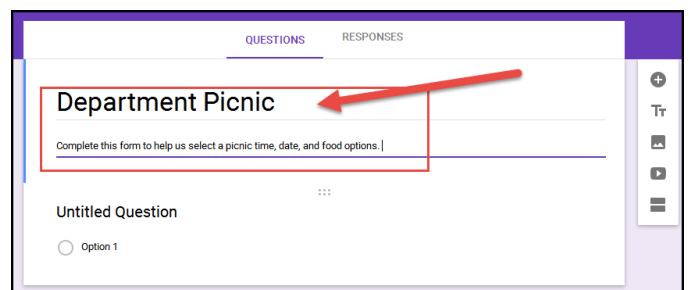 QUESTIONS RESPONSES
Department Picnic
Complete this form to help us select a picnic time, date, and food options.
Untitled Question
Option 1
Tт